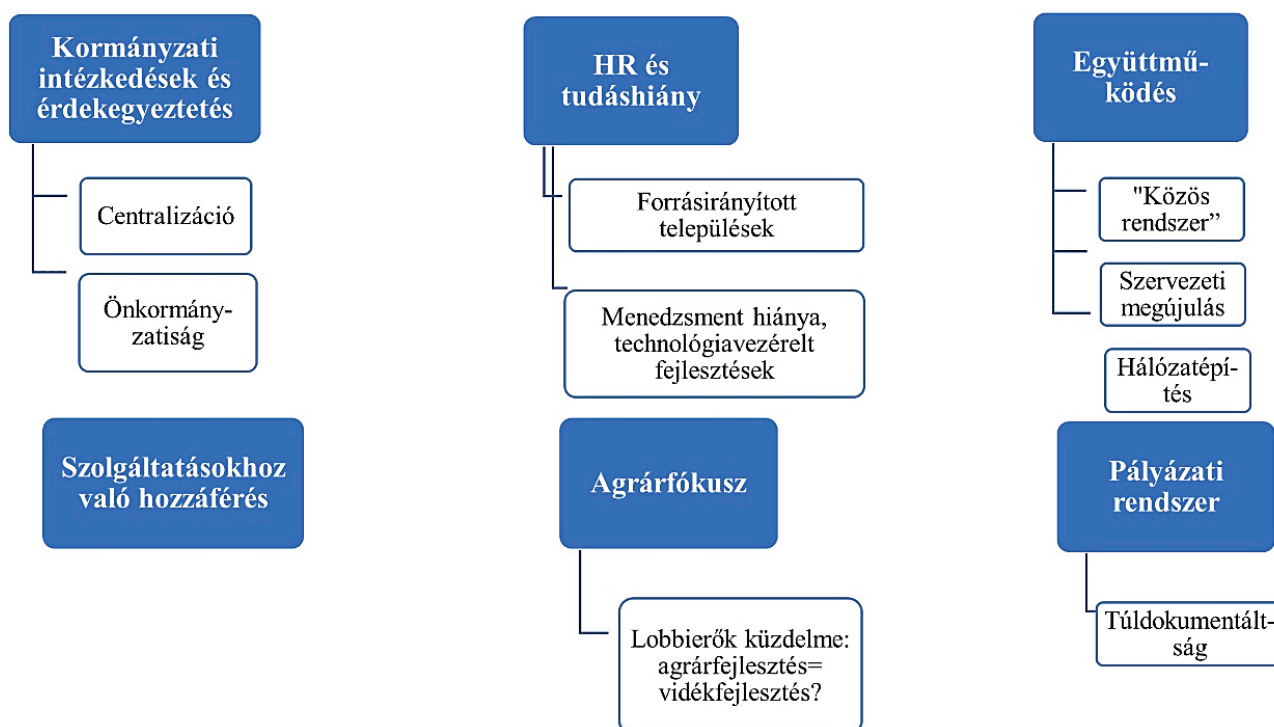 Kormányzati
intézkedések és
érdekegyeztetés
Centralizáció
Önkormány-
zatiság
HR és
tudáshiány
Forrásirányított
települések
Menedzsment hiánya,
technológiavezérelt
fejlesztések
Együttmű-
ködés
"Közös
rendszer”
Szervezeti
megújulás
Hálózatépí-
tés
Szolgáltatásokhoz
való hozzáférés
Agrárfókusz
Lobbierők küzdelme:
agrárfejlesztés=
vidékfejlesztés?
Pályázati
rendszer
Túldokumentált-
ság